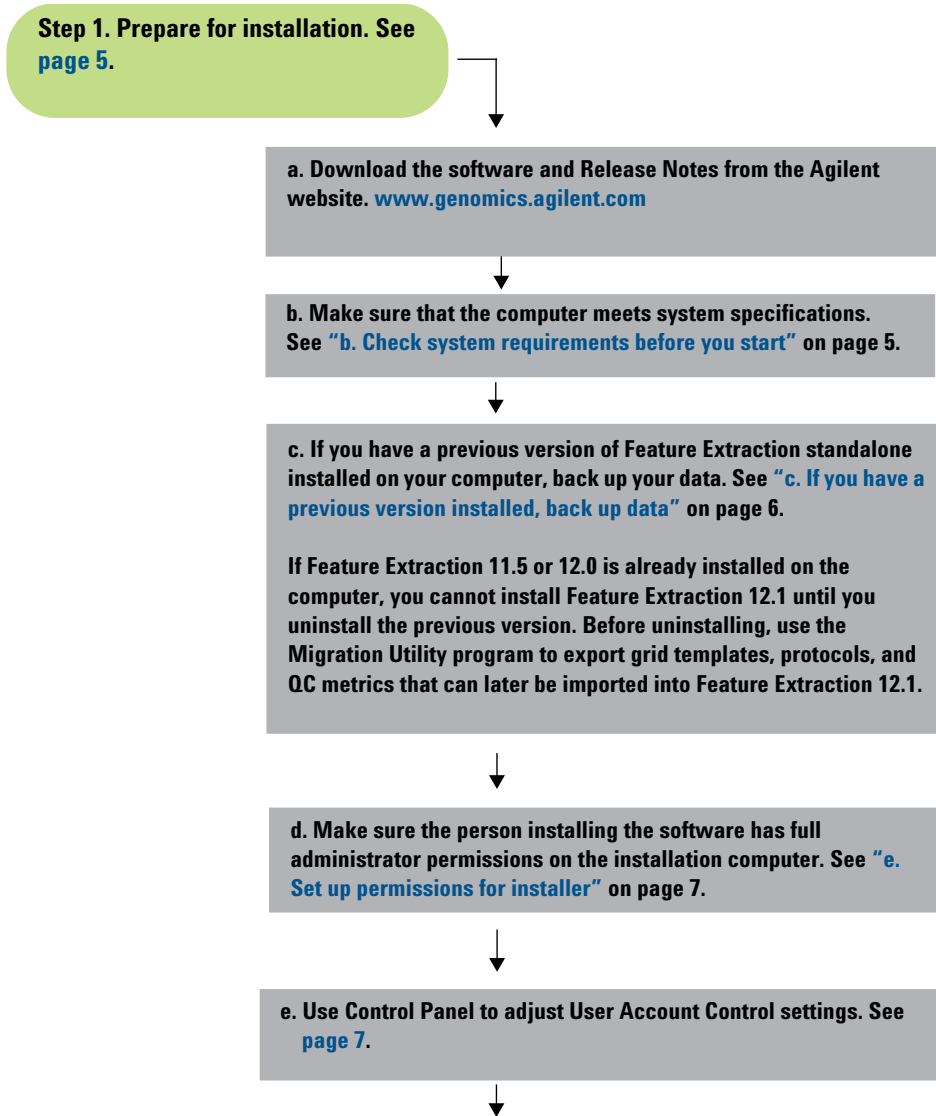 Step 1. Prepare for installation. See
page 5.
a. Download the software and Release Notes from the Agilent
website. www.genomics.agilent.com
b. Make sure that the computer meets system specifications.
See “b. Check system requirements before you start” on page 5.
c. If you have a previous version of Feature Extraction standalone
installed on your computer, back up your data. See “c. If you have a
previous version installed, back up data” on page 6.
If Feature Extraction 11.5 or 12.0 is already installed on the
computer, you cannot install Feature Extraction 12.1 until you
uninstall the previous version. Before uninstalling, use the
Migration Utility program to export grid templates, protocols, and
QC metrics that can later be imported into Feature Extraction 12.1.
d. Make sure the person installing the software has full
administrator permissions on the installation computer. See “e.
Set up permissions for installer” on page 7.
e. Use Control Panel to adjust User Account Control settings. See
page 7.